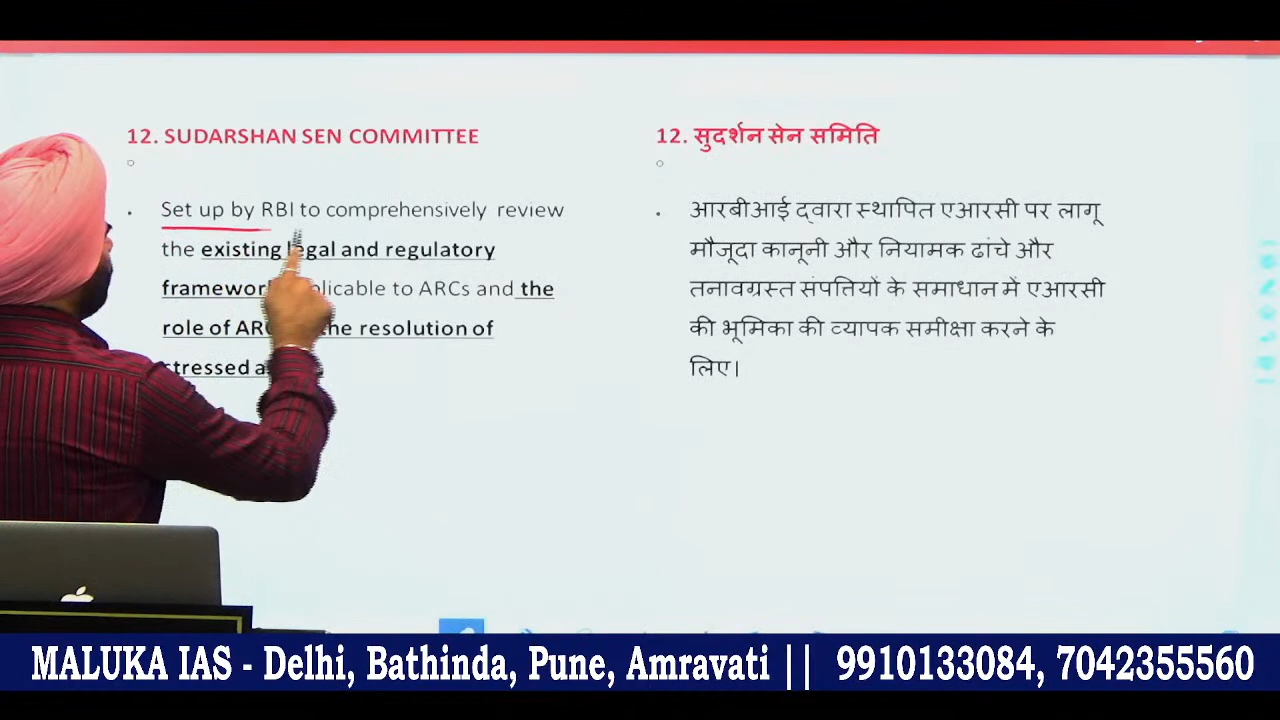 12. SUDARSHAN SEN COMMITTEE
Set up by RBI to comprehensively review
the existing legal and regulatory
applicable to ARCs and the
role of the resolution of
stressed
12. सुदर्शन सेन समिति
आरबीआई द्वारा स्थापित एआरसी पर लागू
मौजूदा कानूनी और नियामक ढांचे और
तनावग्रस्त संपत्तियों के समाधान में एआरसी
की भूमिका की व्यापक समीक्षा करने के
लिए।
MALUKA IAS - Delhi, Bathinda, Pune, Amravati || 9910133084, 7042355560